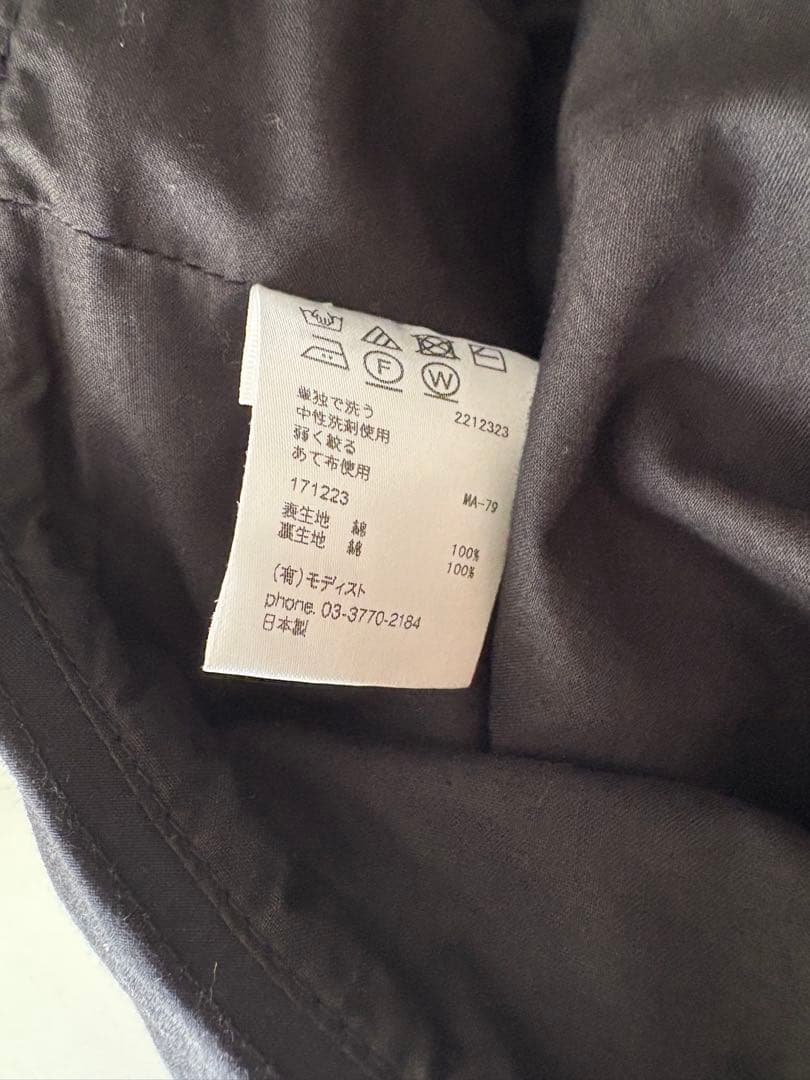 F W
単独で洗う 2212323
中性洗剤使用
弱く絞る
あて布使用
171223 MA-79
表生地 綿 100%
裏生地 綿 100%
(有)モディスト
phone. 03-3770-2184
日本製